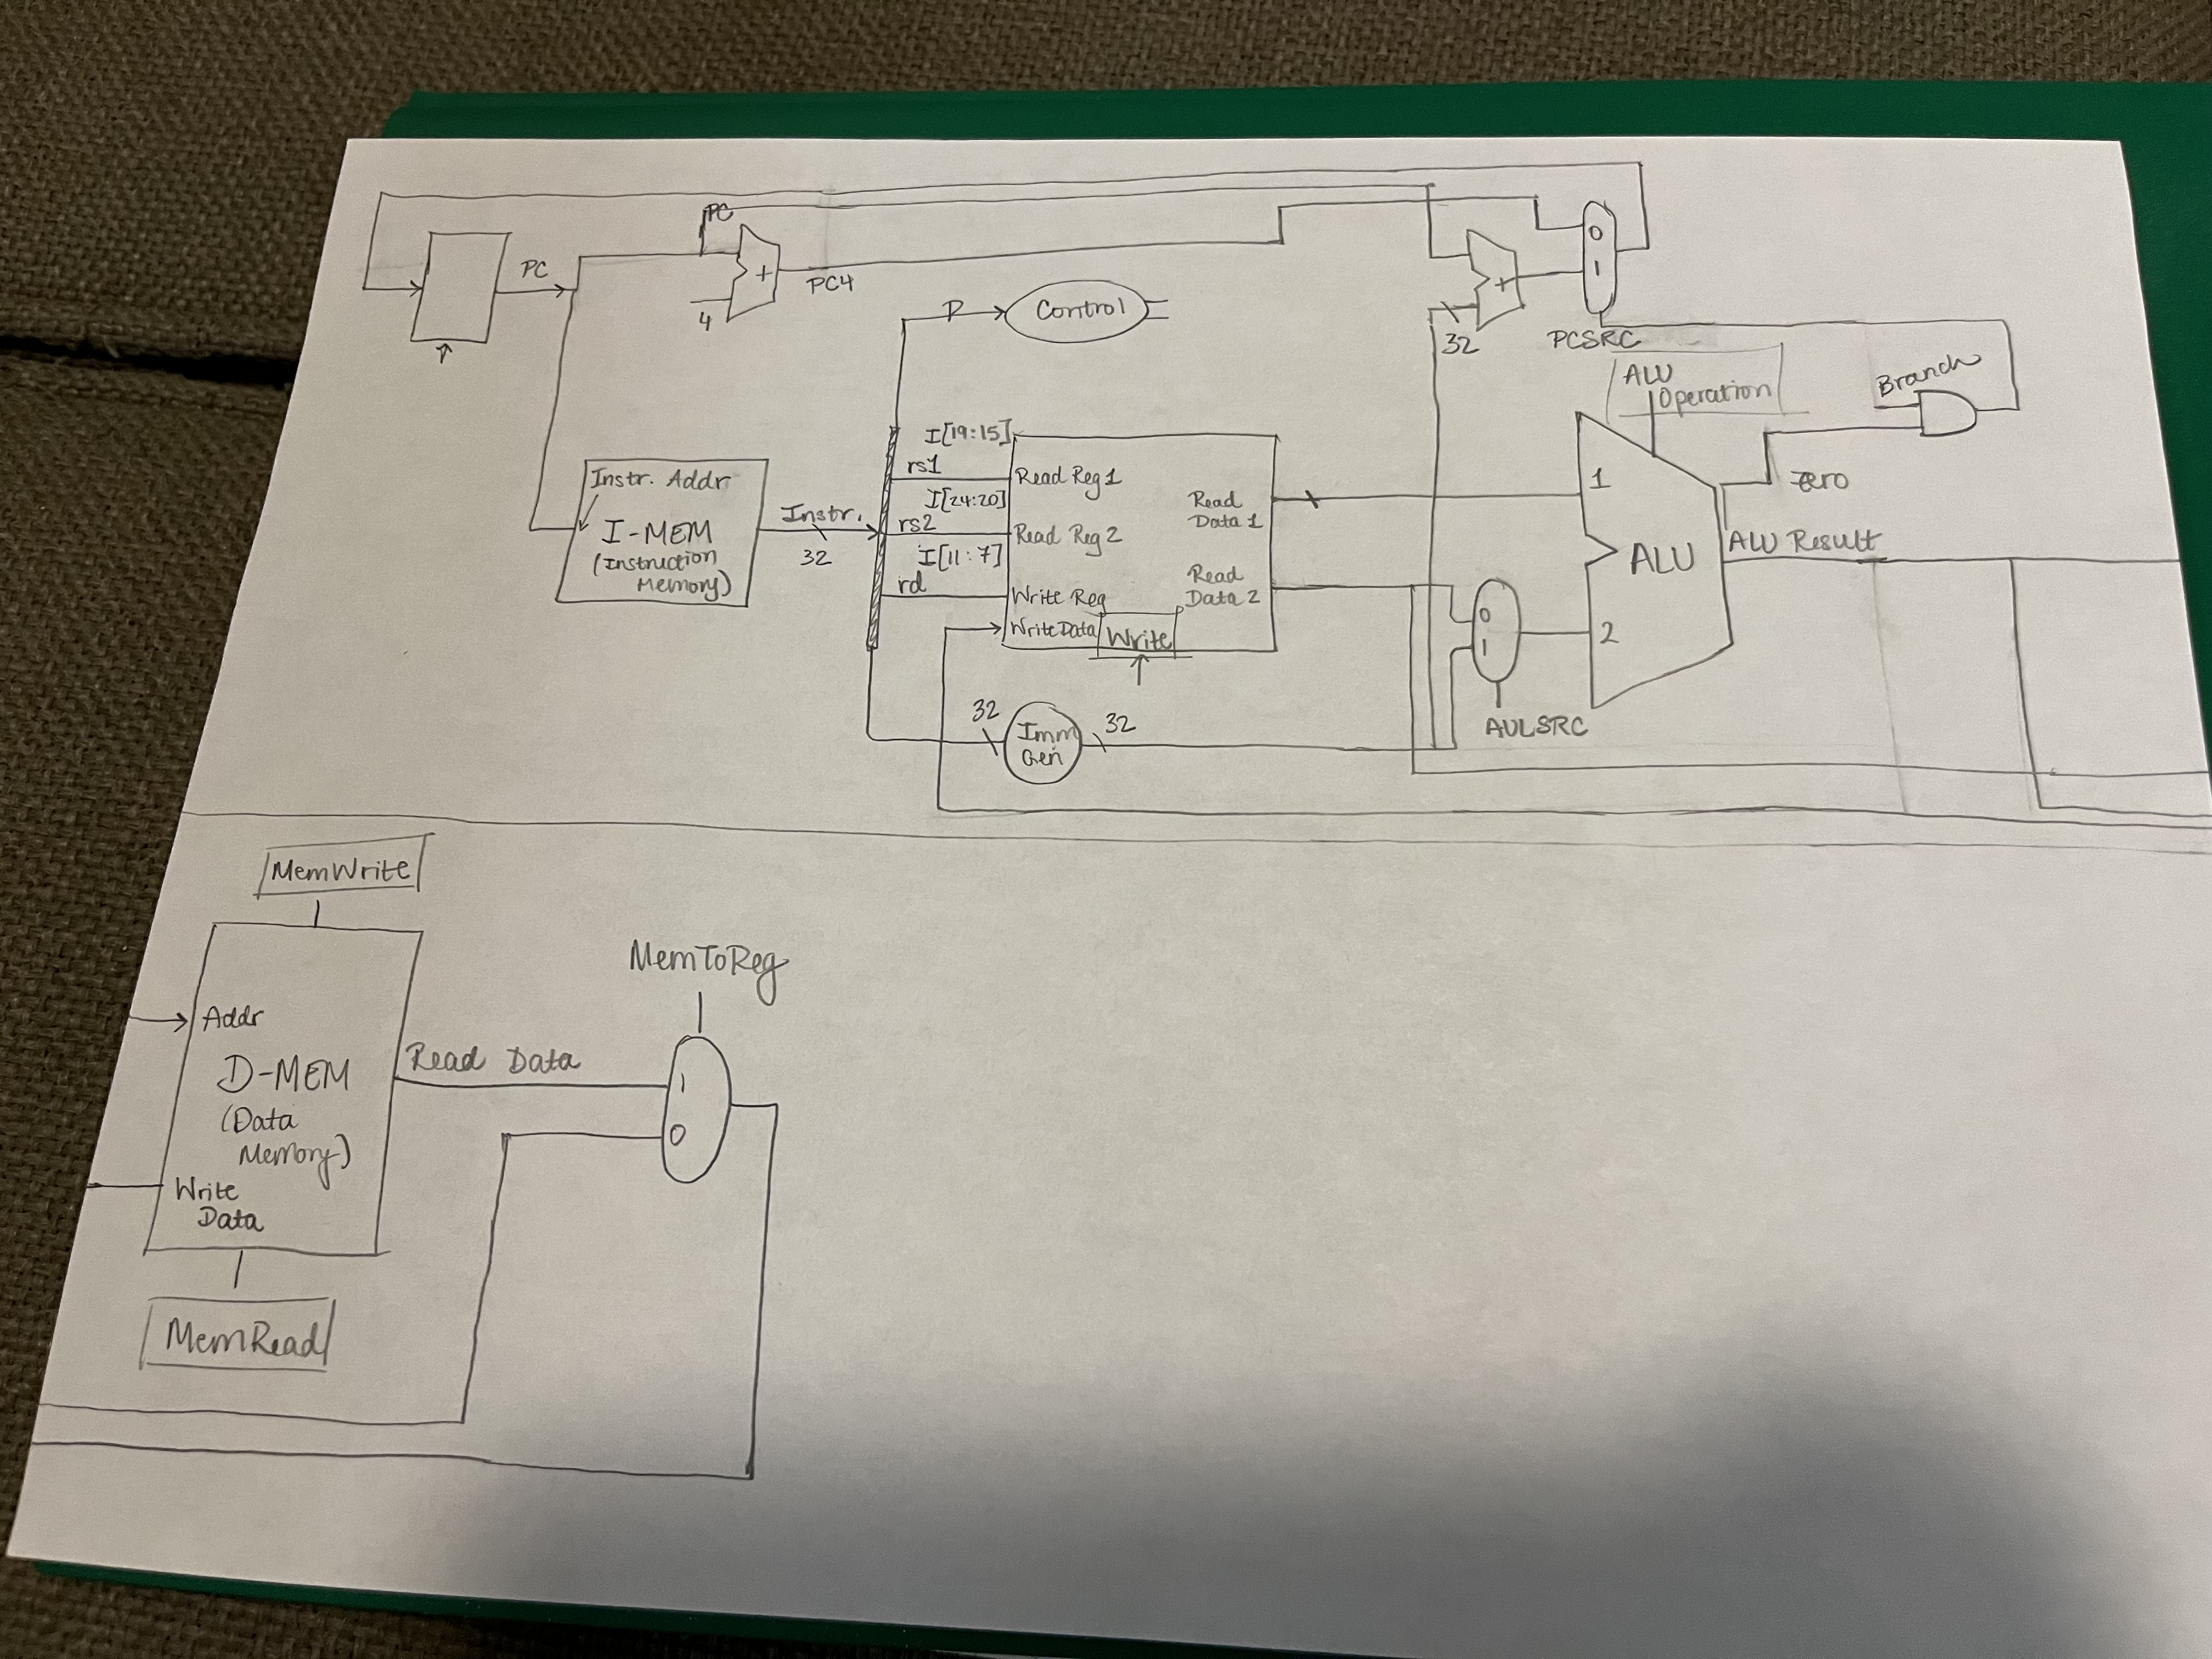 PC
PC
4
+
PC4
32
+
0
1
PCSRC
Control
Instr. Addr
I-MEM
(Instruction
Memory)
Instr.
32
I[19:15]
rs1
I[24:20]
rs2
I[11:7]
rd
Read Reg 1
Read Reg 2
Write Reg
Write Data
Write
Read
Data 1
Read
Data 2
32
Imm
Gen
32
0
1
AULSRC
1
2
ALU
ALU
Operation
Zero
ALU Result
Branch
MemWrite
Addr
D-MEM
(Data
Memory)
Write
Data
Read Data
MemRead
MemToReg
1
0